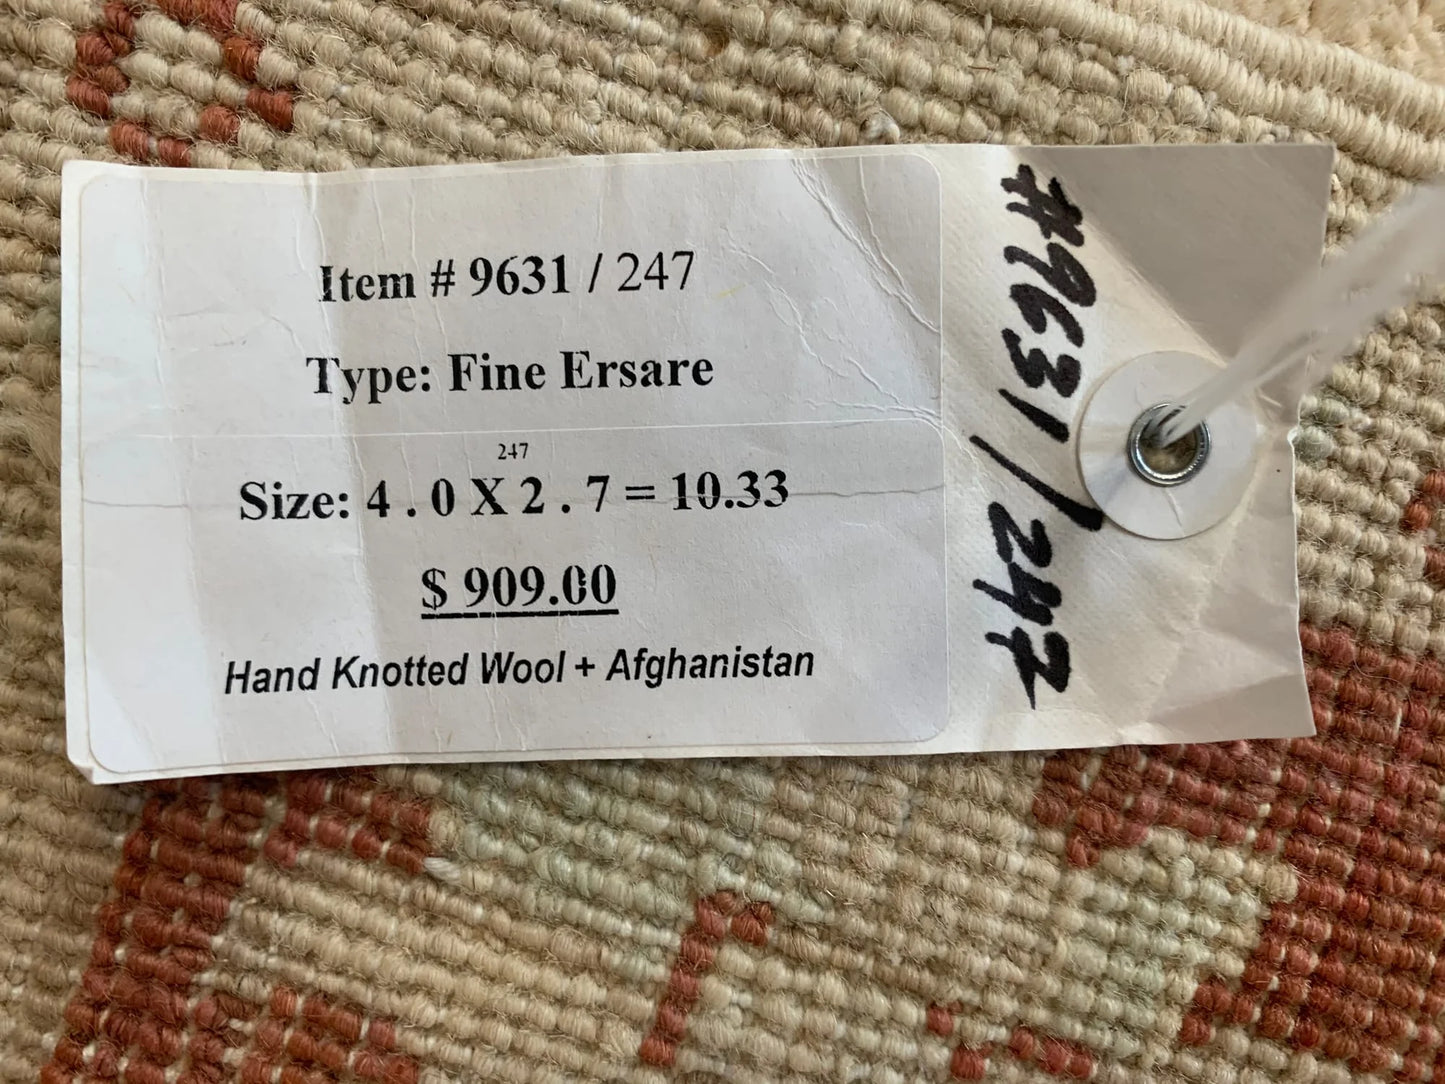 Item # 9631 / 247
Type: Fine Ersare
247
Size: 4 . 0 X 2 . 7 = 10.33
$ 909.00
Hand Knotted Wool + Afghanistan
#9631/247